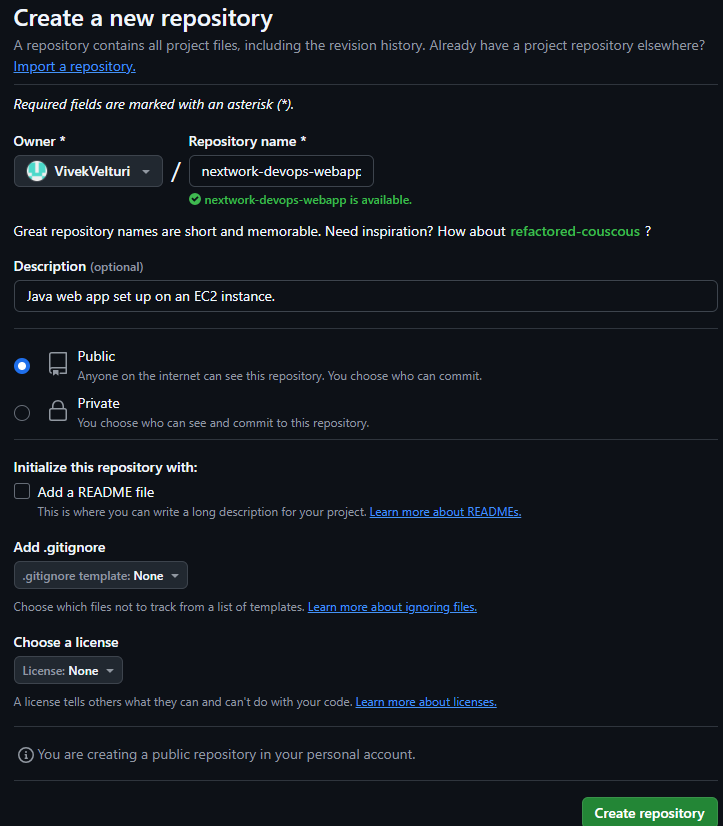 Create a new repository
A repository contains all project files, including the revision history. Already have a project repository elsewhere?
Import a repository.
Required fields are marked with an asterisk (*).
Owner *
Repository name *
VivekVelturi
/
nextwork-devops-webapp
nextwork-devops-webapp is available.
Great repository names are short and memorable. Need inspiration? How about refactored-couscous ?
Description (optional)
Java web app set up on an EC2 instance.
Public
Anyone on the internet can see this repository. You choose who can commit.
Private
You choose who can see and commit to this repository.
Initialize this repository with:
Add a README file
This is where you can write a long description for your project. Learn more about READMEs.
Add .gitignore
.gitignore template: None
Choose which files not to track from a list of templates. Learn more about ignoring files.
Choose a license
License: None
A license tells others what they can and can't do with your code. Learn more about licenses.
You are creating a public repository in your personal account.
Create repository